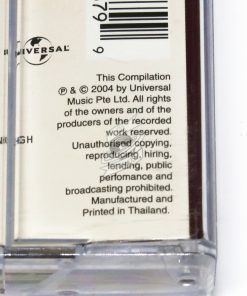 79
9
UNIVERSAL
This Compilation
℗ & © 2004 by Universal
Music Pte Ltd. All rights
of the owners and of the
producers of the recorded
work reserved.
Unauthorised copying,
reproducing, hiring,
lending, public
perfomance and
broadcasting prohibited.
Manufactured and
Printed in Thailand.